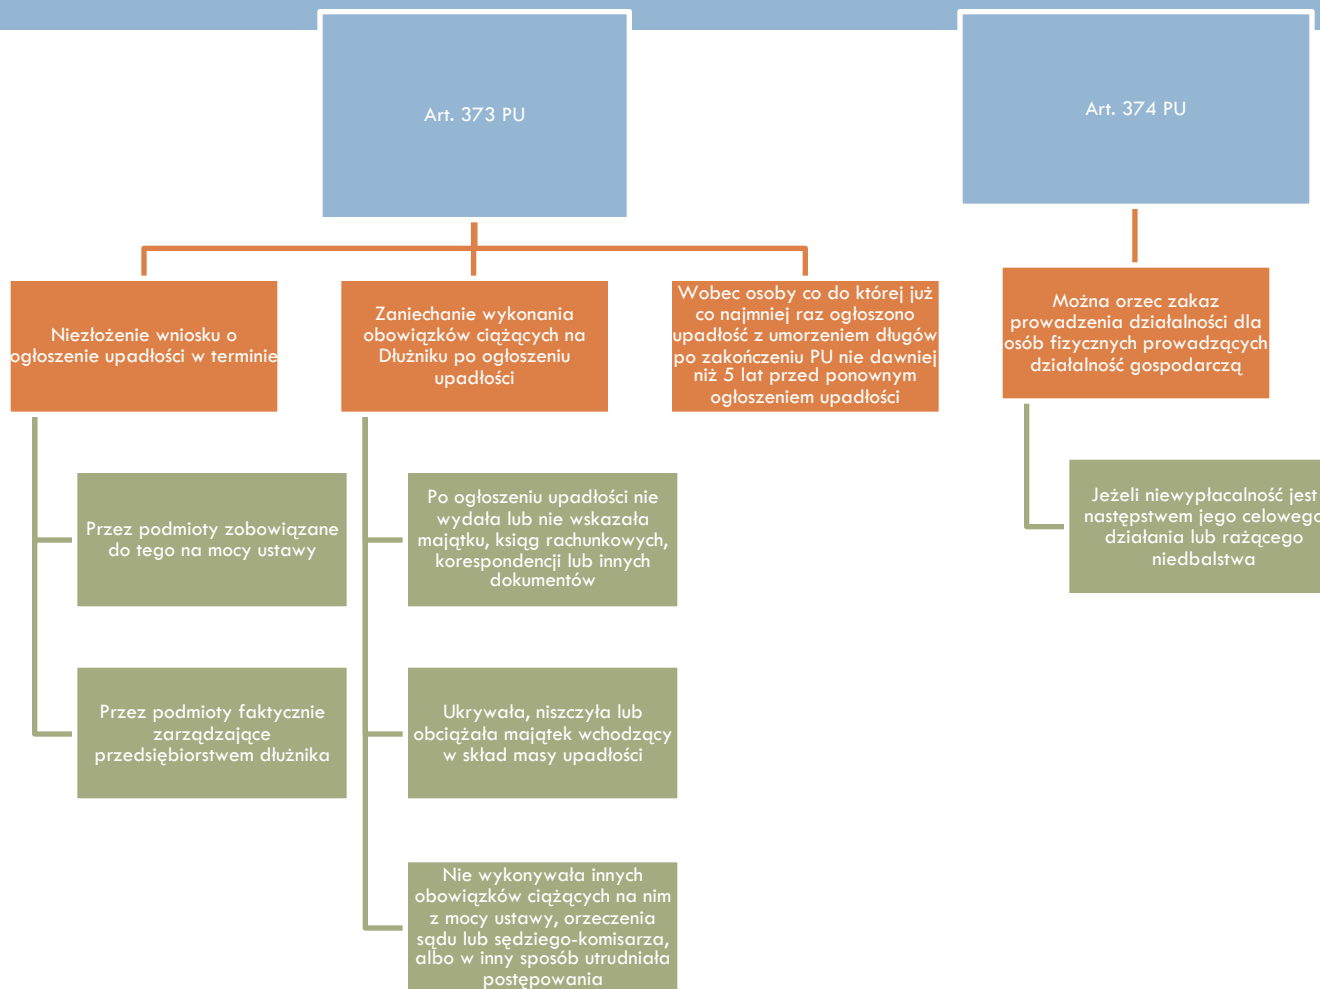 Art. 373 PU
Art. 374 PU
Niezłożenie wniosku o
ogłoszenie upadłości w terminie
Zaniechanie wykonania
obowiązków ciążących na
Dłużniku po ogłoszeniu
upadłości
Wobec osoby co do której już
co najmniej raz ogłoszono
upadłość z umorzeniem długów
po zakończeniu PU nie dawniej
niż 5 lat przed ponownym
ogłoszeniem upadłości
Można orzec zakaz
prowadzenia działalności dla
osób fizycznych prowadzących
działalność gospodarczą
Przez podmioty zobowiązane
do tego na mocy ustawy
Po ogłoszeniu upadłości nie
wydała lub nie wskazała
majątku, ksiąg rachunkowych,
korespondencji lub innych
dokumentów
Jeżeli niewypłacalność jest
następstwem jego celowego
działania lub rażącego
niedbalstwa
Przez podmioty faktycznie
zarządzające
przedsiębiorstwem dłużnika
Ukrywała, niszczyła lub
obciążała majątek wchodzący
w skład masy upadłości
Nie wykonywała innych
obowiązków ciążących na nim
z mocy ustawy, orzeczenia
sądu lub sędziego-komisarza,
albo w inny sposób utrudniała
postępowania